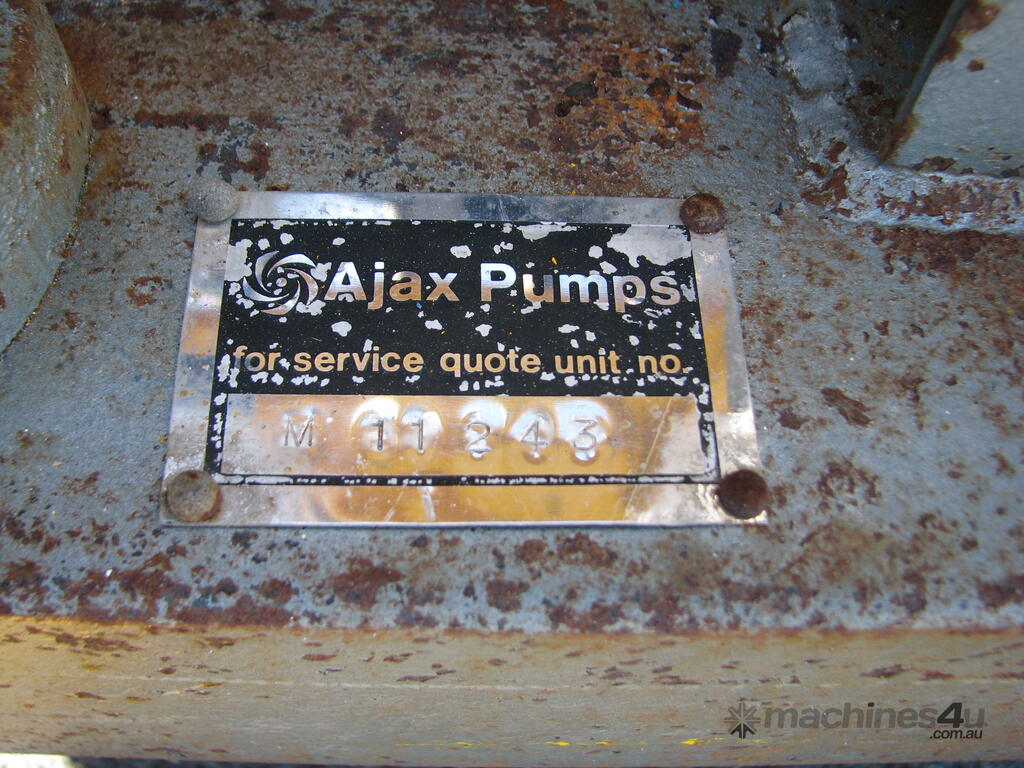 Ajax Pumps
for service quote unit no.
M 11243
machines4u
.com.au